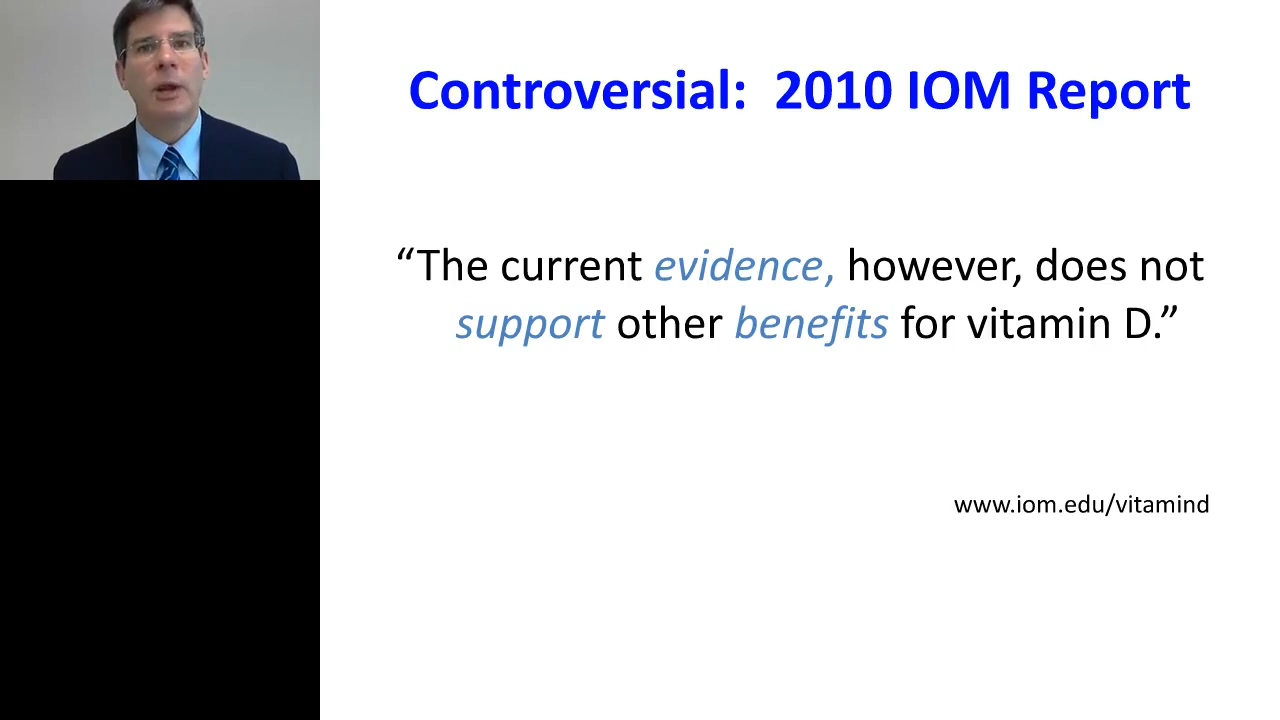 Controversial:  2010 IOM Report
“The current evidence, however, does not
support other benefits for vitamin D.”
www.iom.edu/vitamind